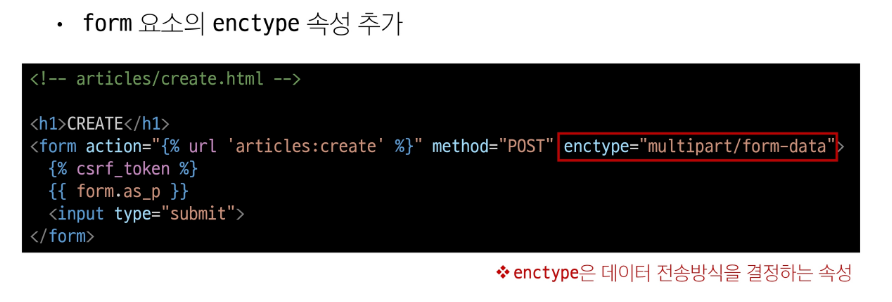 • form 요소의 enctype 속성 추가
<!-- articles/create.html -->
<h1>CREATE</h1>
<form action="{% url 'articles:create' %}" method="POST" enctype="multipart/form-data">
  {% csrf_token %}
  {{ form.as_p }}
  <input type="submit">
</form>
❖ enctype은 데이터 전송방식을 결정하는 속성